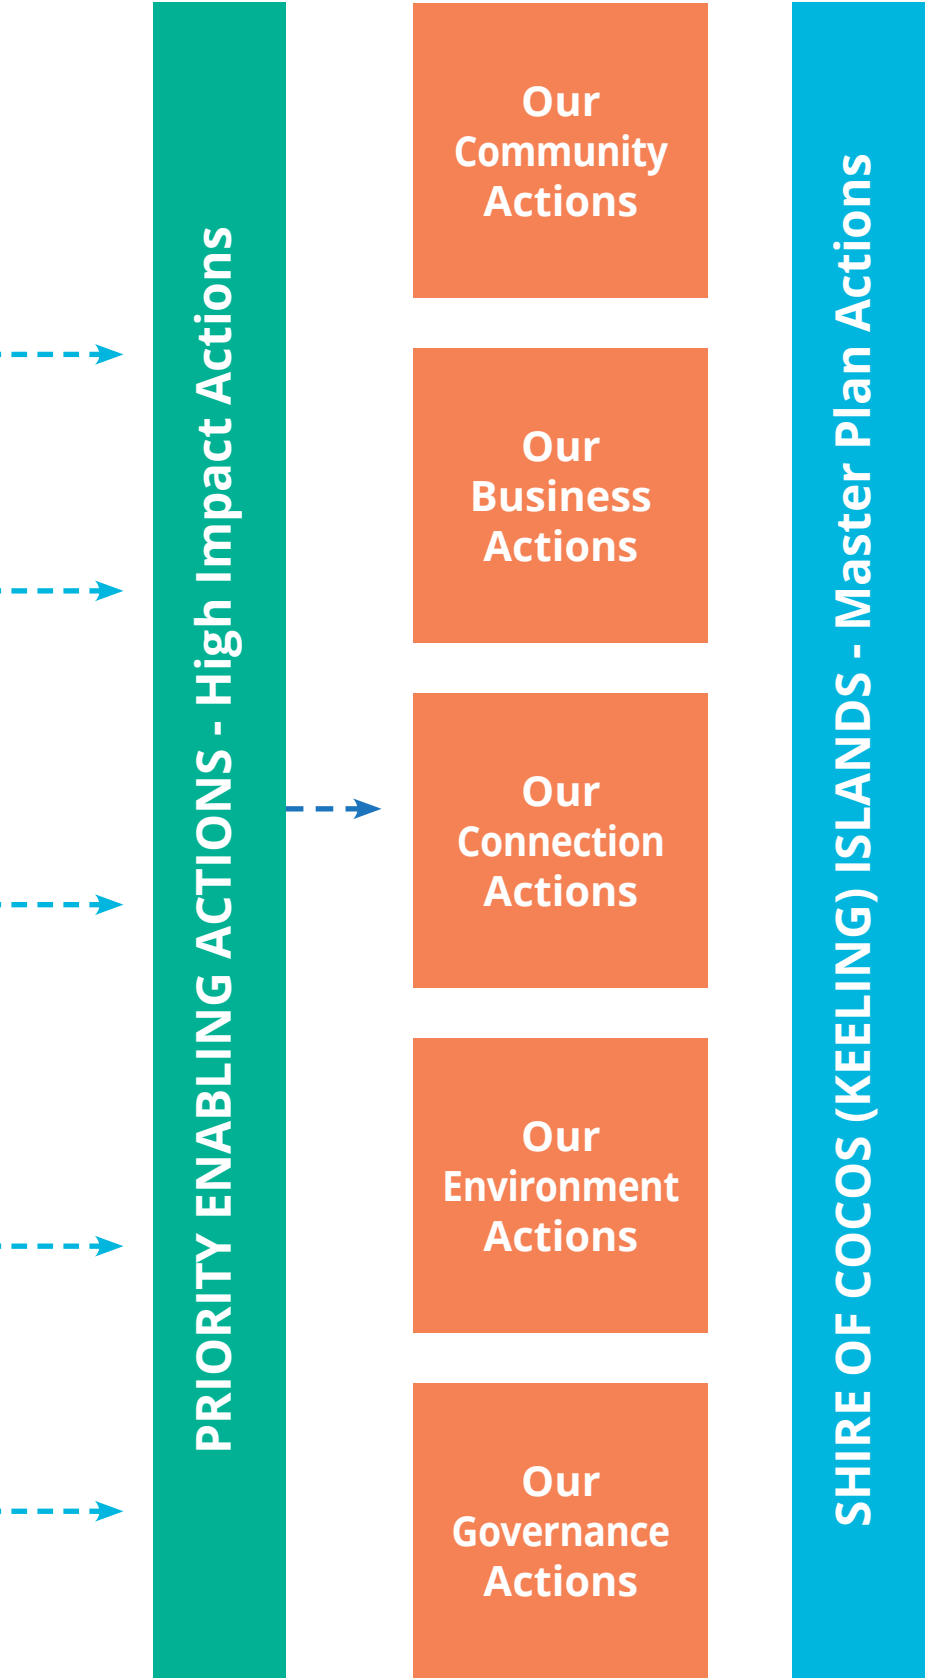 PRIORITY ENABLING ACTIONS - High Impact Actions
Our
Community
Actions
Our
Business
Actions
Our
Connection
Actions
Our
Environment
Actions
Our
Governance
Actions
SHIRE OF COCOS (KEELING) ISLANDS - Master Plan Actions